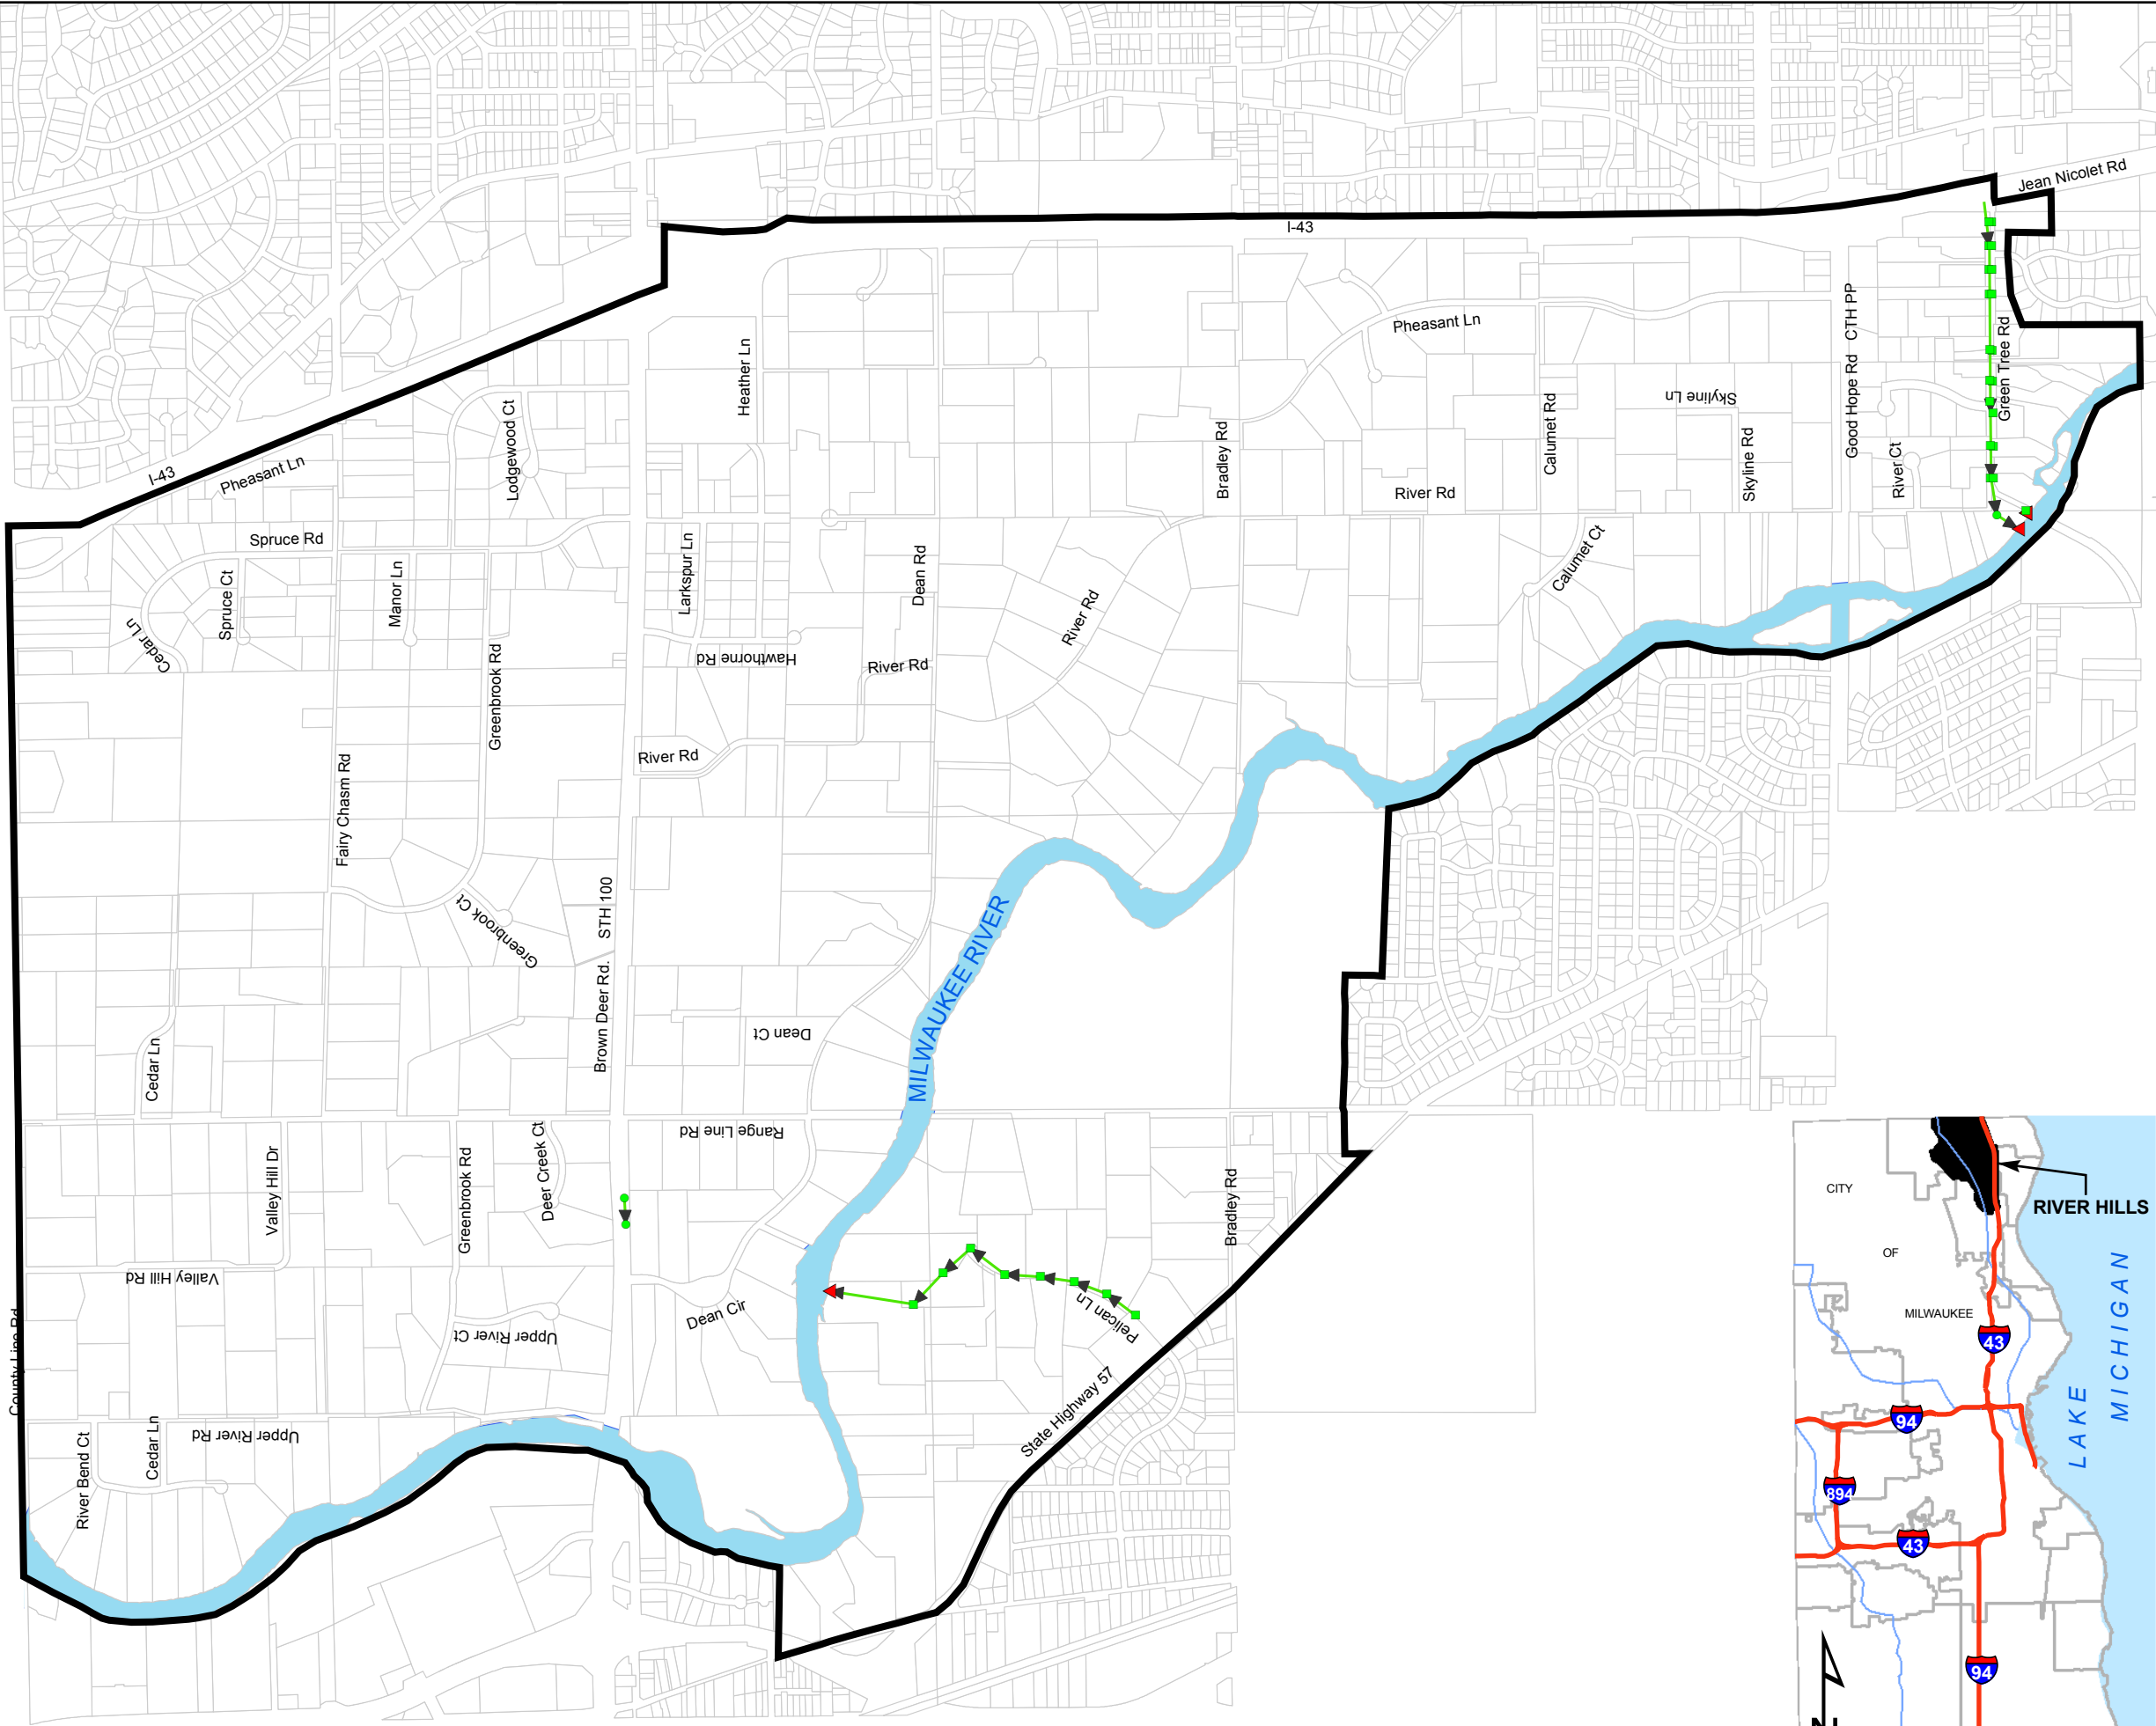 Jean Nicolet Rd
I-43
Pheasant Ln
Good Hope Rd CTH PP
Green Tree Rd
Heather Ln
Skyline Ln
Lodgewood Ct
Bradley Rd
Calumet Rd
Skyline Rd
River Ct
I-43
Pheasant Ln
River Rd
Spruce Rd
Larkspur Ln
Dean Rd
Calumet Ct
Spruce Ct
Manor Ln
River Rd
Cedar Ln
Hawthorne Rd
River Rd
Greenbrook Rd
River Rd
Fairy Chasm Rd
STH 100
Greenbrook Ct
MILWAUKEE RIVER
Brown Deer Rd.
Dean Ct
Cedar Ln
Range Line Rd
Valley Hill Dr
Greenbrook Rd
Deer Creek Ct
Bradley Rd
Valley Hill Rd
Dean Cir
Pelican Ln
Upper River Ct
County Line Rd
State Highway 57
Upper River Rd
River Bend Ct
Cedar Ln
CITY
RIVER HILLS
OF
MILWAUKEE
43
LAKE
MICHIGAN
94
894
43
94
N